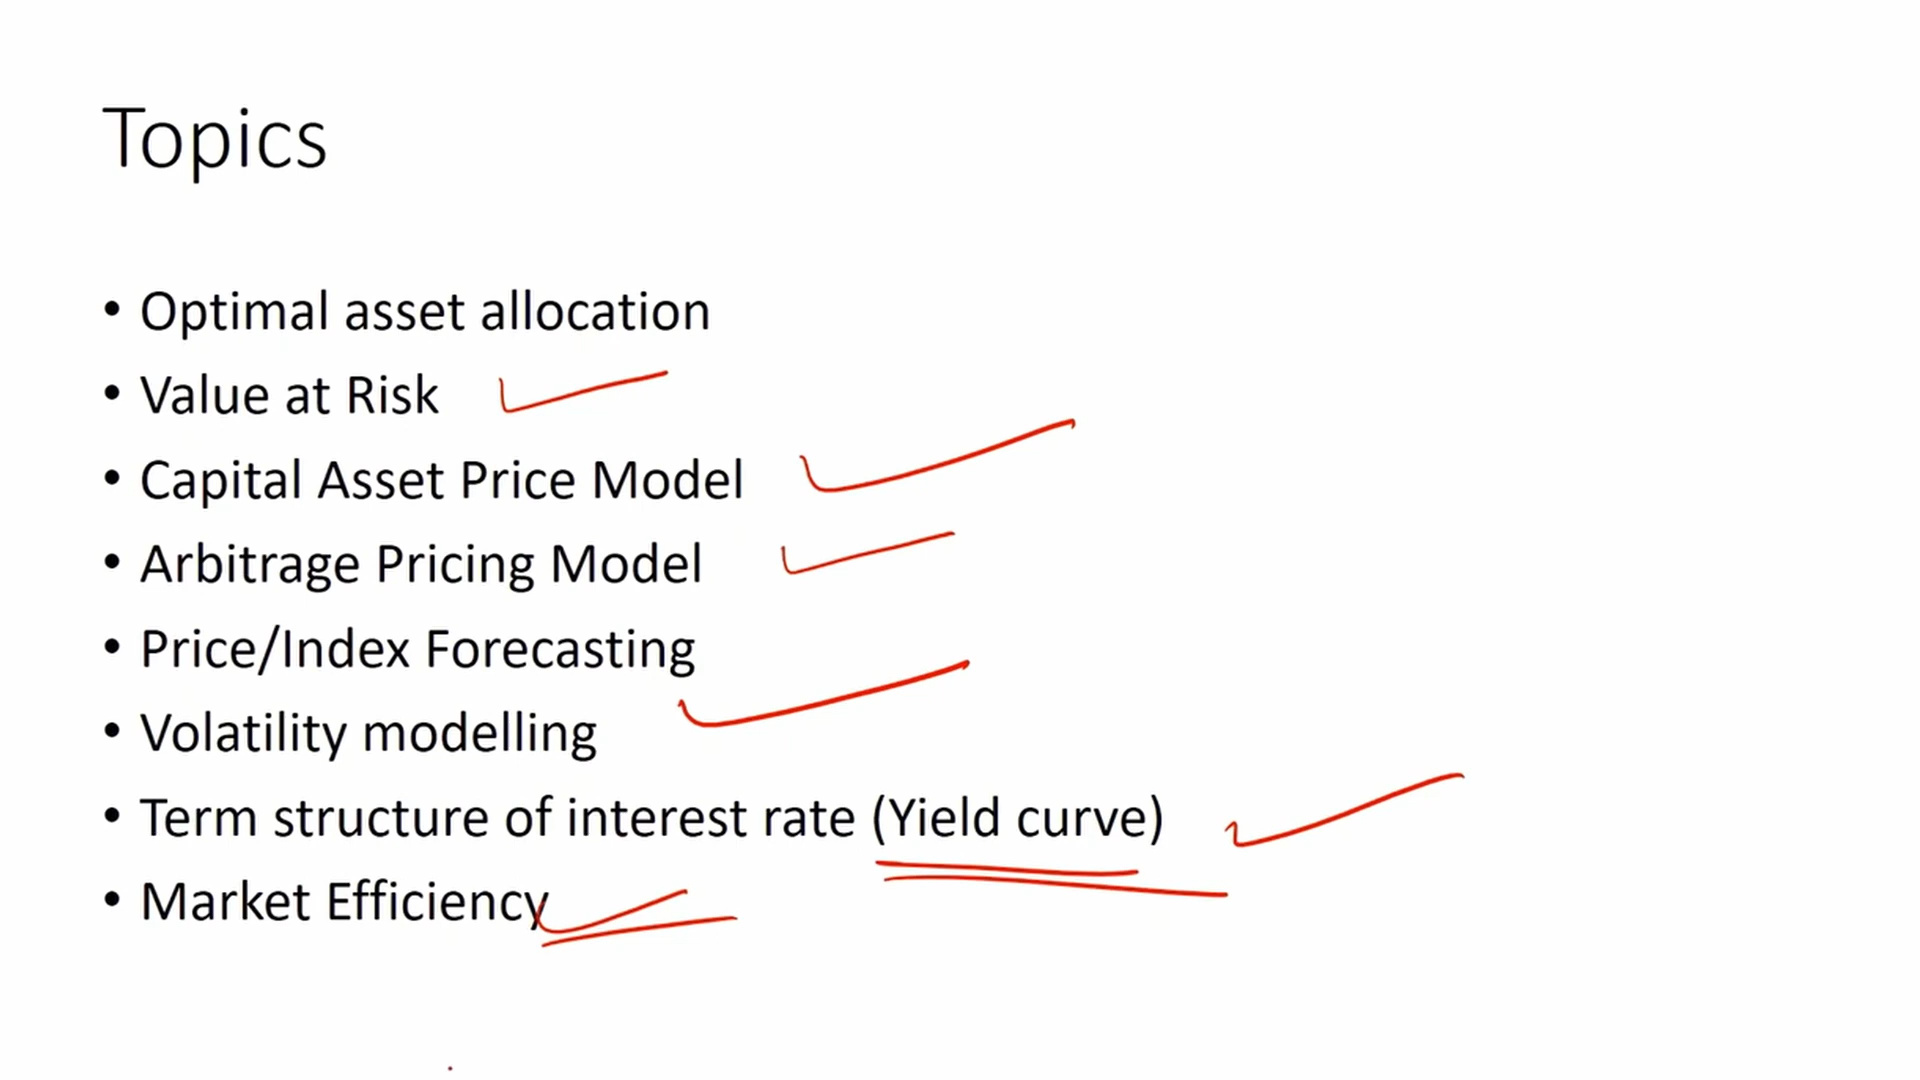 Topics
• Optimal asset allocation
• Value at Risk
• Capital Asset Price Model
• Arbitrage Pricing Model
• Price/Index Forecasting
• Volatility modelling
• Term structure of interest rate (Yield curve)
• Market Efficiency